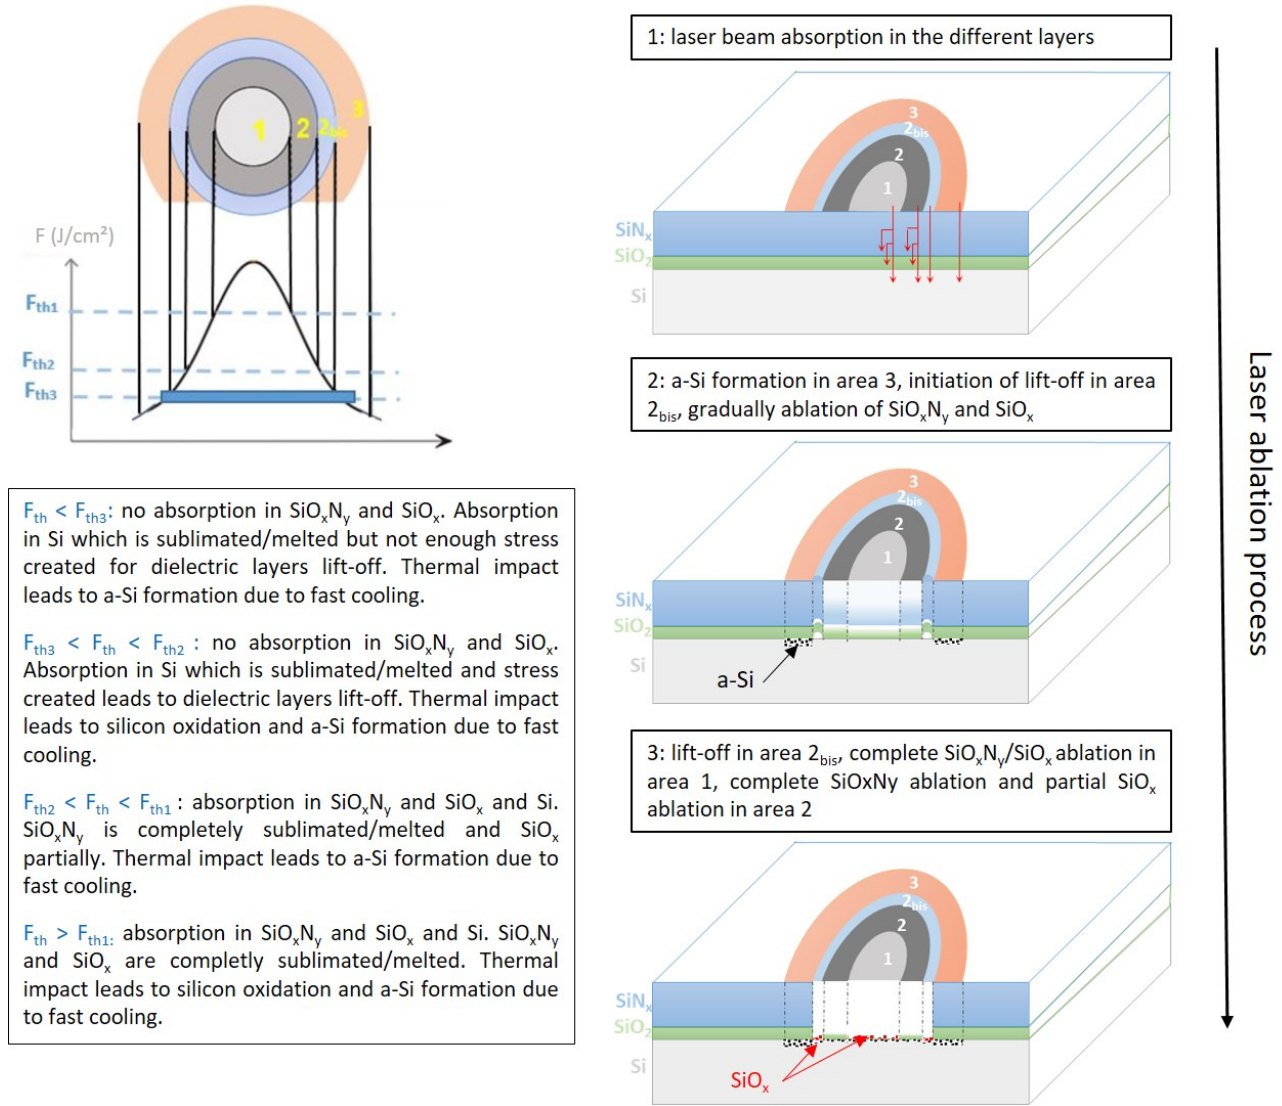 1
2
2bis
3
F (J/cm²)
Fth1
Fth2
Fth3
Fth < Fth3: no absorption in SiOxNy and SiOx. Absorption
in Si which is sublimated/melted but not enough stress
created for dielectric layers lift-off. Thermal impact
leads to a-Si formation due to fast cooling.
Fth3 < Fth < Fth2 : no absorption in SiOxNy and SiOx.
Absorption in Si which is sublimated/melted and stress
created leads to dielectric layers lift-off. Thermal impact
leads to silicon oxidation and a-Si formation due to fast
cooling.
Fth2 < Fth < Fth1 : absorption in SiOxNy and SiOx and Si.
SiOxNy is completely sublimated/melted and SiOx
partially. Thermal impact leads to a-Si formation due to
fast cooling.
Fth > Fth1: absorption in SiOxNy and SiOx and Si. SiOxNy
and SiOx are completly sublimated/melted. Thermal
impact leads to silicon oxidation and a-Si formation due
to fast cooling.
1: laser beam absorption in the different layers
3
2bis
2
1
SiNx
SiO2
Si
2: a-Si formation in area 3, initiation of lift-off in area
2bis, gradually ablation of SiOxNy and SiOx
3
2bis
2
1
SiNx
SiO2
Si
a-Si
3: lift-off in area 2bis, complete SiOxNy/SiOx ablation in
area 1, complete SiOxNy ablation and partial SiOx
ablation in area 2
3
2bis
2
1
SiNx
SiO2
Si
SiOx
Laser ablation process